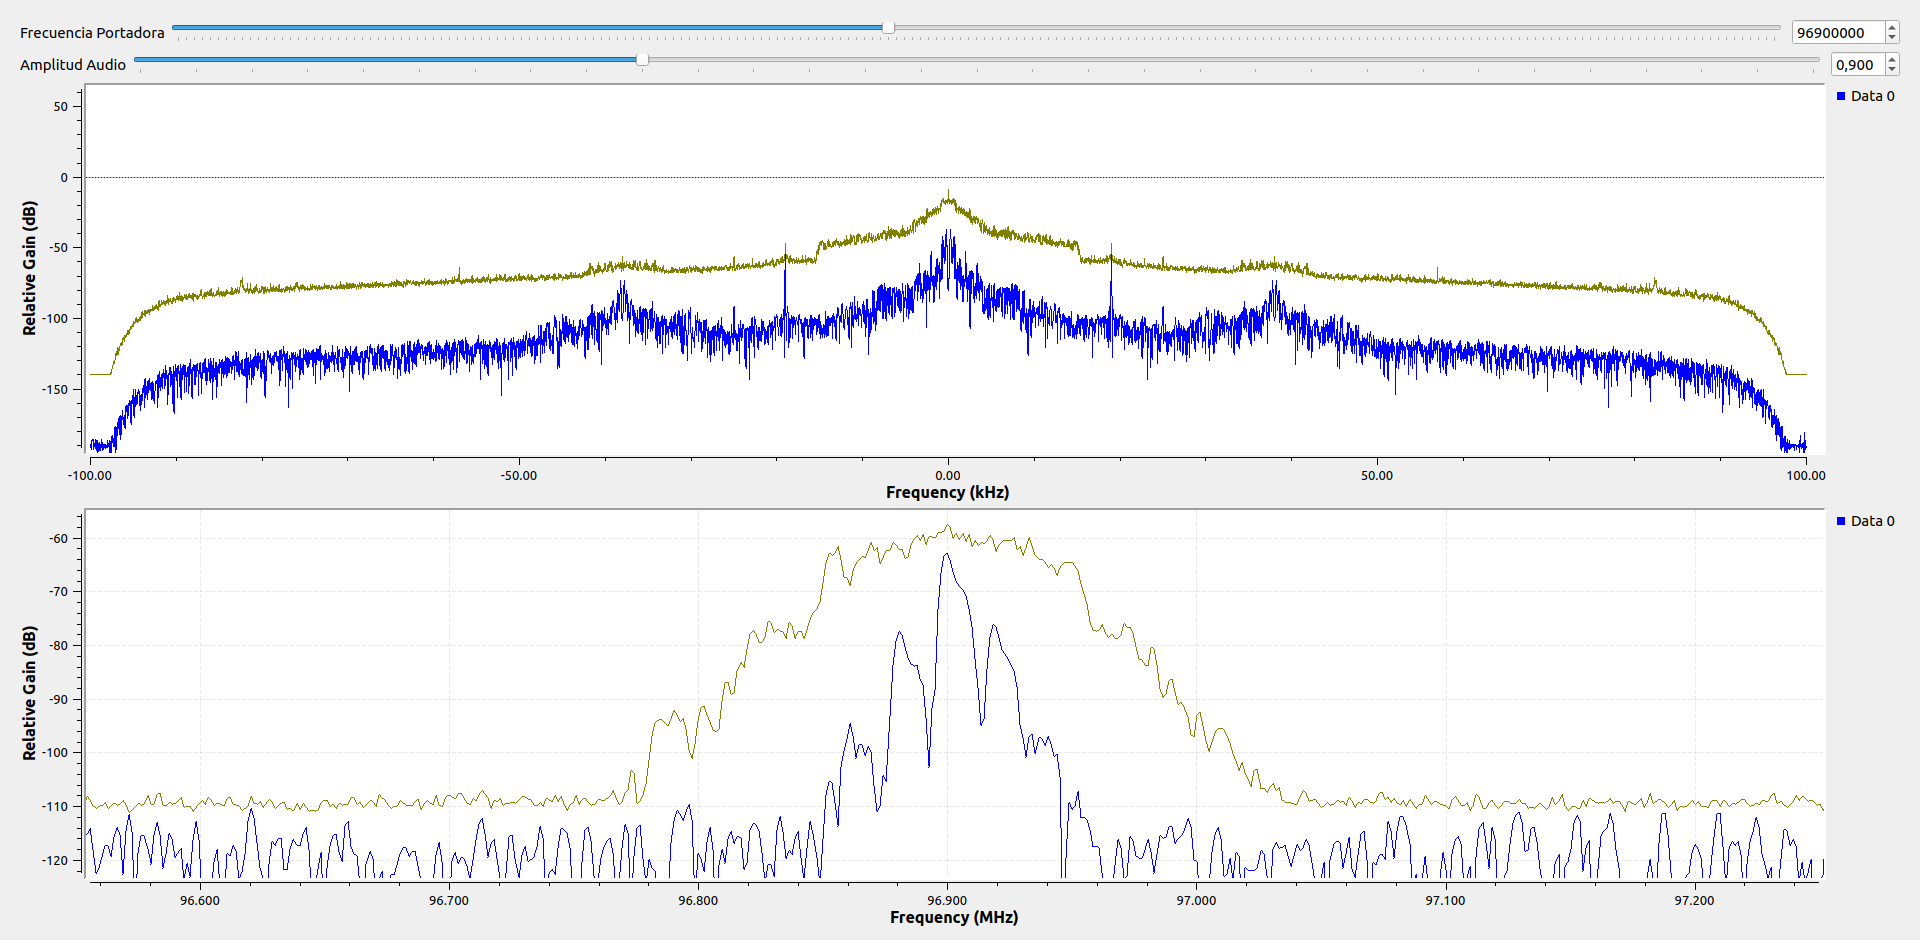 Frecuencia Portadora 96900000
Amplitud Audio 0,900
Data 0
50
0
-50
-100
-150
Relative Gain (dB)
-100.00 -50.00 0.00 50.00 100.00
Frequency (kHz)
Data 0
-60
-70
-80
-90
-100
-110
-120
Relative Gain (dB)
96.600 96.700 96.800 96.900 97.000 97.100 97.200
Frequency (MHz)